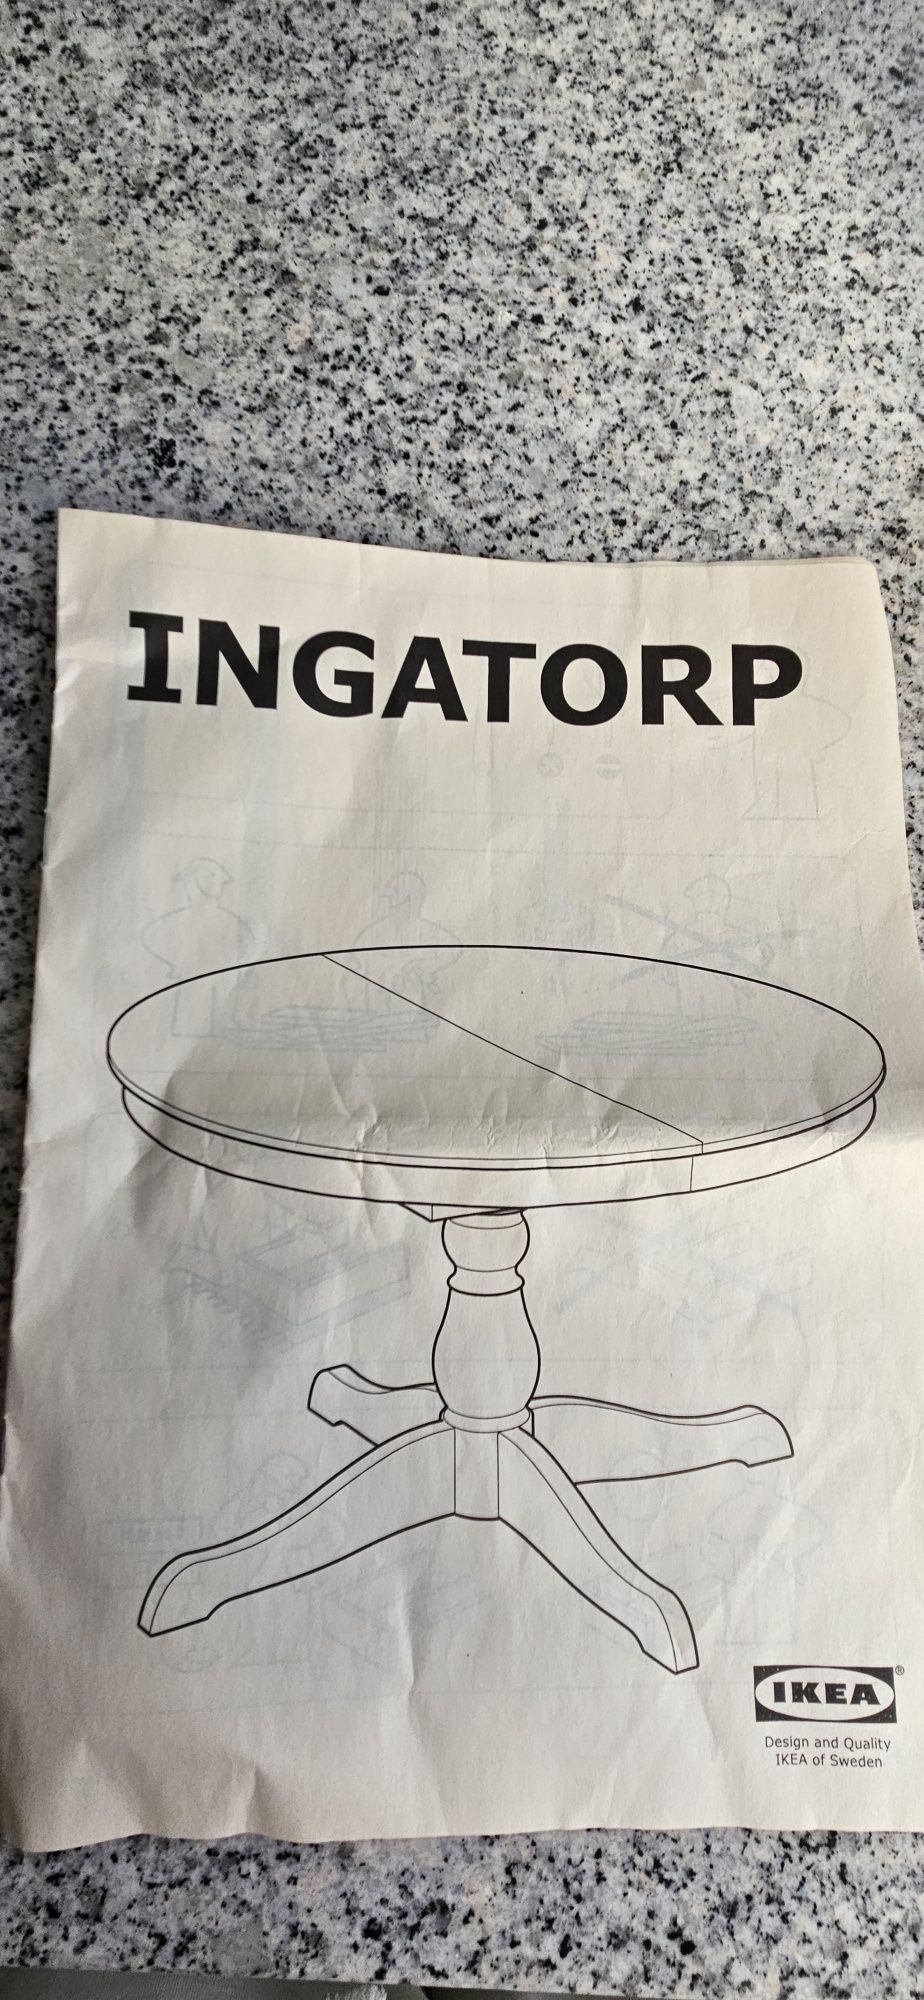 INGATORP
IKEA®
Design and Quality
IKEA of Sweden